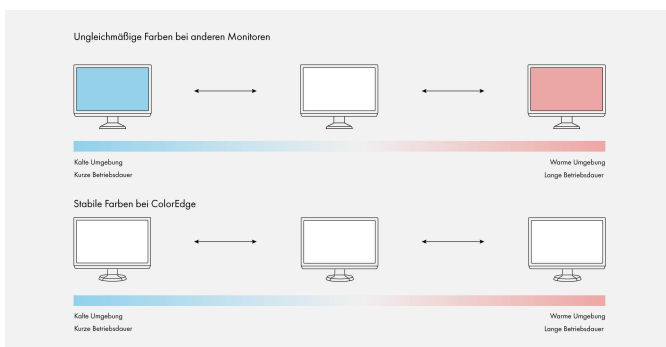 Ungleichmäßige Farben bei anderen Monitoren
Kalte Umgebung
Kurze Betriebsdauer
Warme Umgebung
Lange Betriebsdauer
Stabile Farben bei ColorEdge
Kalte Umgebung
Kurze Betriebsdauer
Warme Umgebung
Lange Betriebsdauer